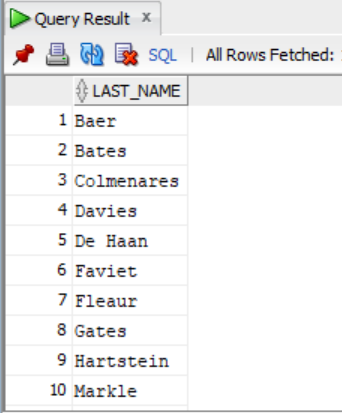 Query Result x
SQL | All Rows Fetched:
LAST_NAME
1 Baer
2 Bates
3 Colmenares
4 Davies
5 De Haan
6 Faviet
7 Fleaur
8 Gates
9 Hartstein
10 Markle